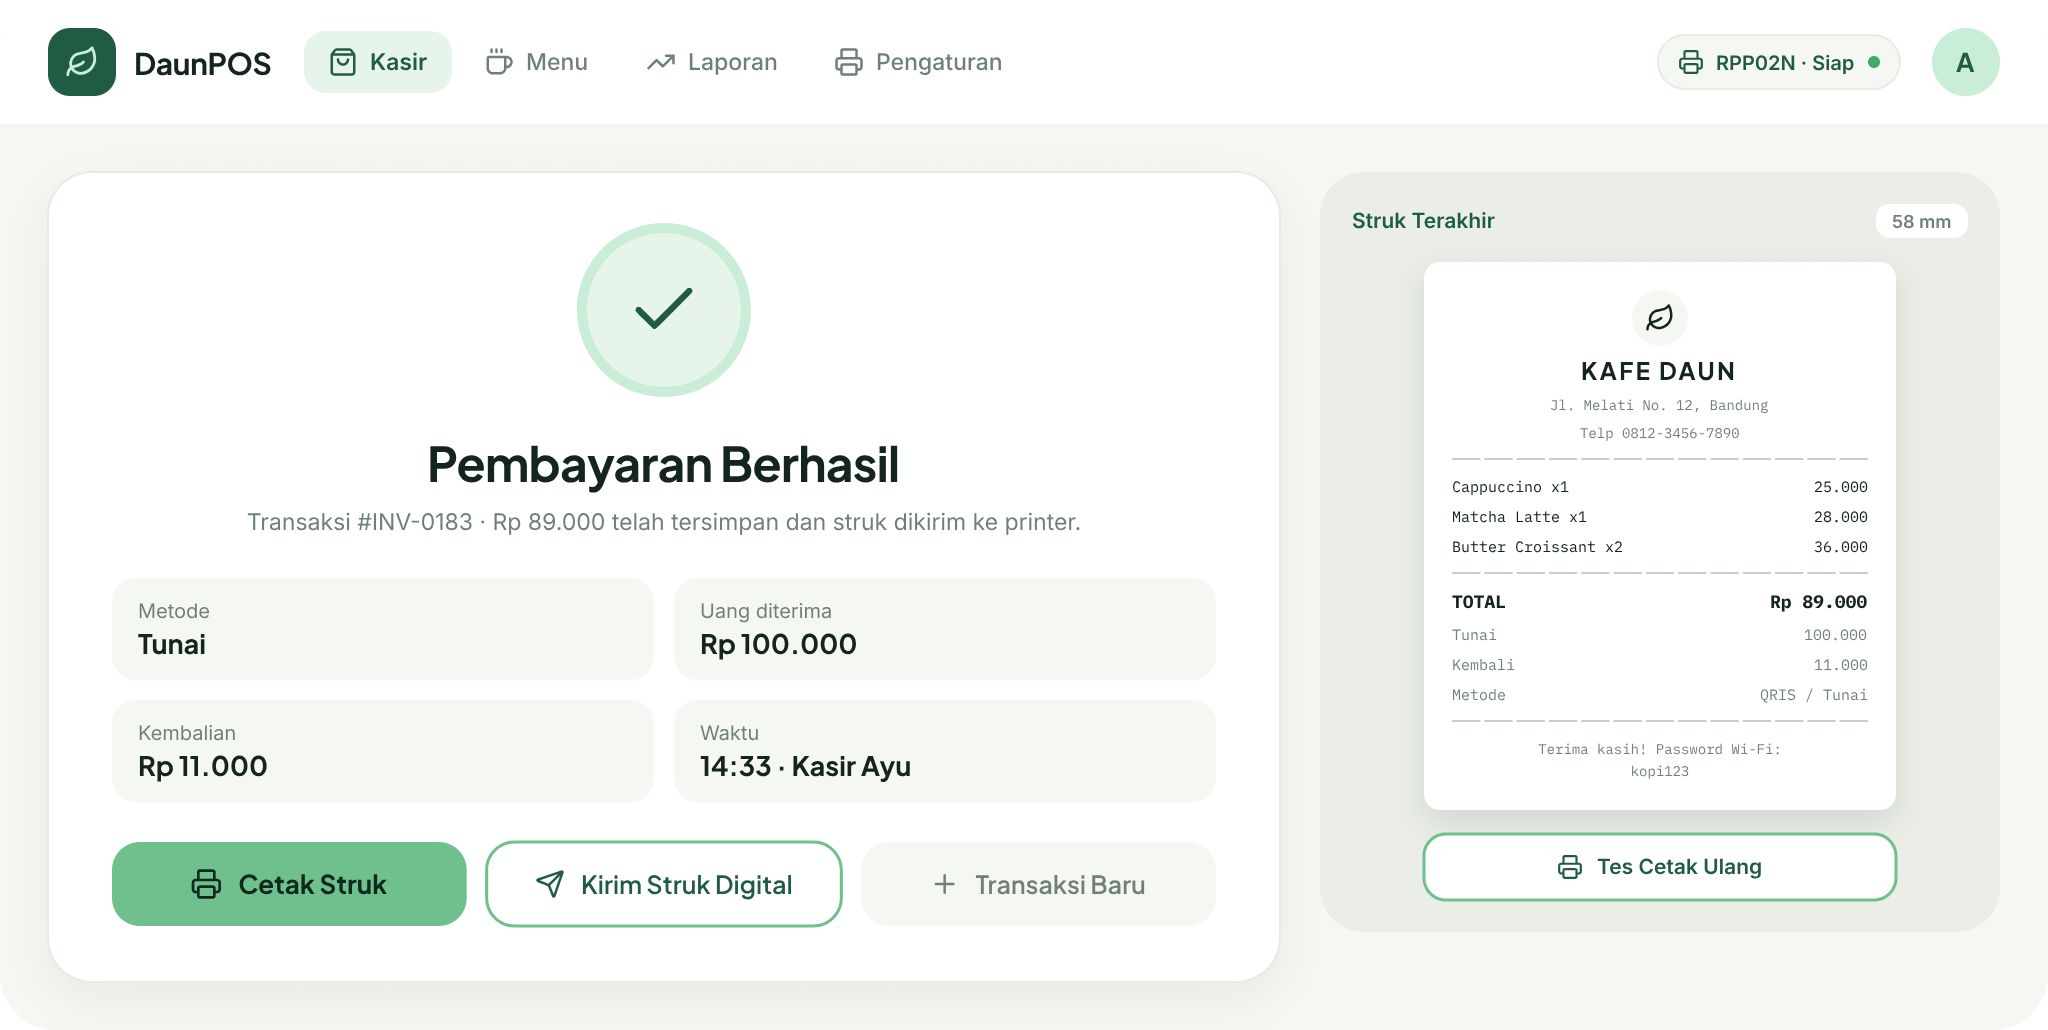 DaunPOS
Kasir
Menu
Laporan
Pengaturan
RPP02N · Siap
A
Pembayaran Berhasil
Transaksi #INV-0183 · Rp 89.000 telah tersimpan dan struk dikirim ke printer.
Metode
Tunai
Uang diterima
Rp 100.000
Kembalian
Rp 11.000
Waktu
14:33 · Kasir Ayu
Cetak Struk
Kirim Struk Digital
Transaksi Baru
Struk Terakhir
58 mm
KAFE DAUN
Jl. Melati No. 12, Bandung
Telp 0812-3456-7890
Cappuccino x1 25.000
Matcha Latte x1 28.000
Butter Croissant x2 36.000
TOTAL Rp 89.000
Tunai 100.000
Kembali 11.000
Metode QRIS / Tunai
Terima kasih! Password Wi-Fi:
kopi123
Tes Cetak Ulang